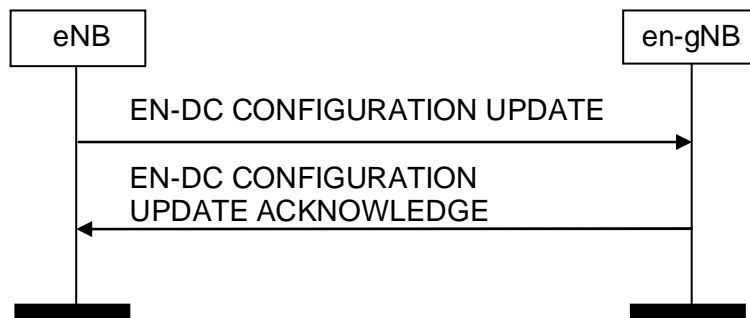 eNB
en-gNB
EN-DC CONFIGURATION UPDATE
EN-DC CONFIGURATION
UPDATE ACKNOWLEDGE